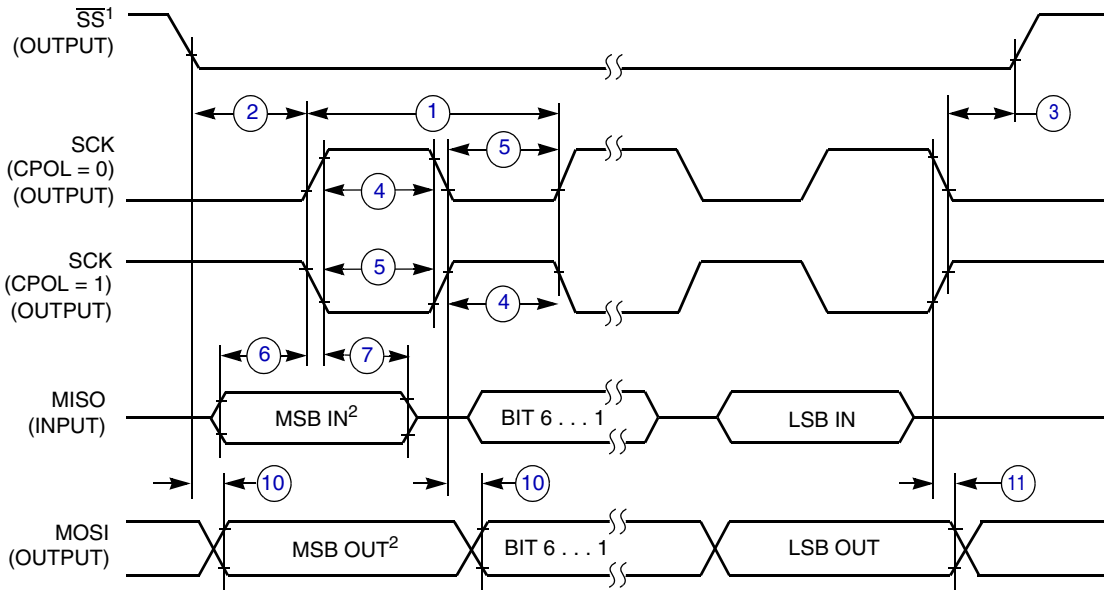 SS1
(OUTPUT)
2
1
3
SCK
(CPOL = 0)
(OUTPUT)
5
4
SCK
(CPOL = 1)
(OUTPUT)
5
4
6
7
MISO
(INPUT)
MSB IN2
BIT 6 . . . 1
LSB IN
10
10
11
MOSI
(OUTPUT)
MSB OUT2
BIT 6 . . . 1
LSB OUT